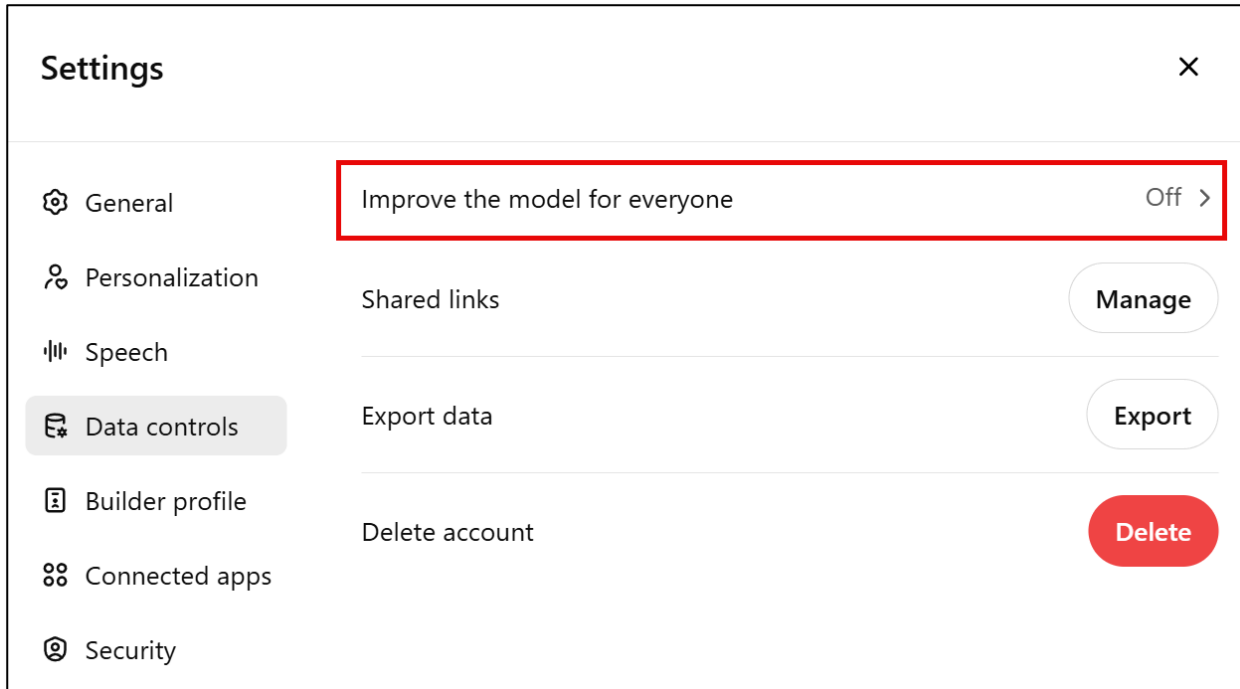 Settings
General
Personalization
Speech
Data controls
Builder profile
Connected apps
Security
Improve the model for everyone Off
Shared links Manage
Export data Export
Delete account Delete